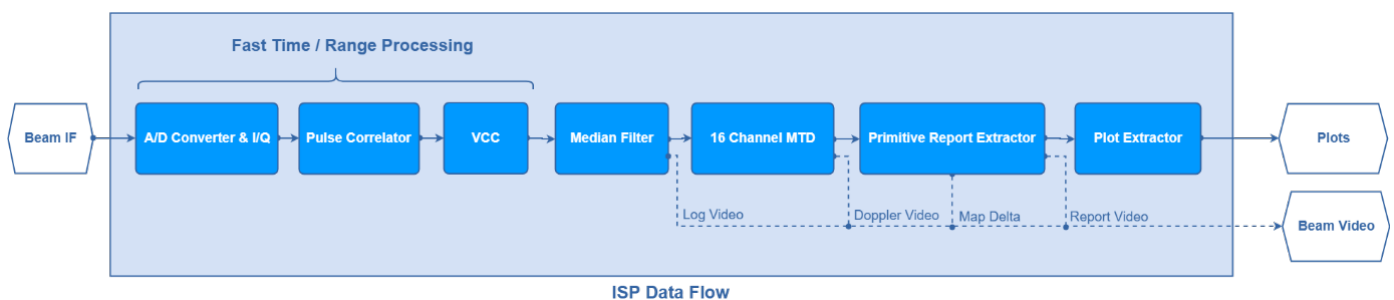 Fast Time / Range Processing
Beam IF
A/D Converter & I/Q
Pulse Correlator
VCC
Median Filter
16 Channel MTD
Primitive Report Extractor
Plot Extractor
Plots
Log Video
Doppler Video
Map Delta
Report Video
Beam Video
ISP Data Flow